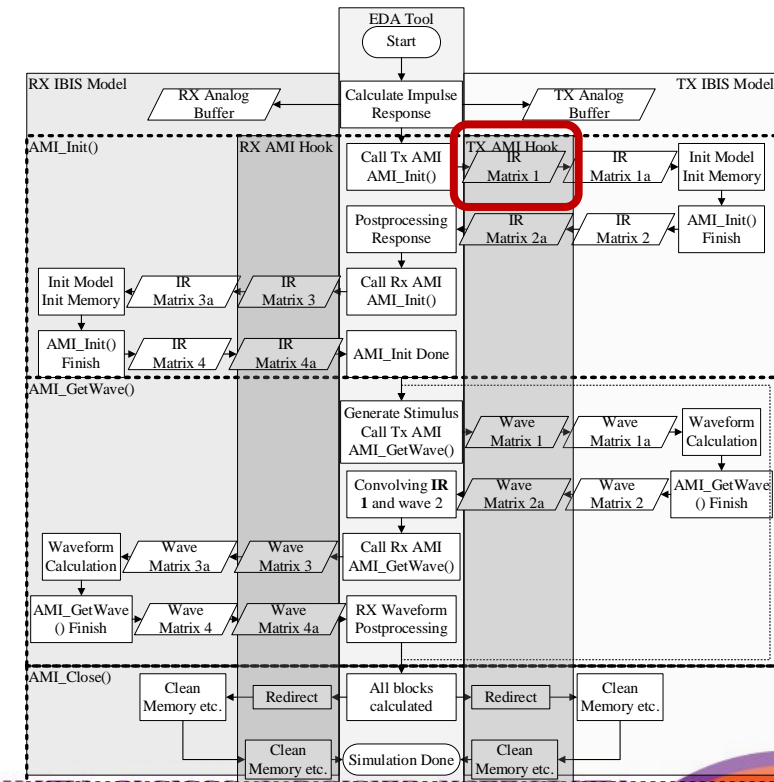 EDA Tool
Start
RX IBIS Model
TX IBIS Model
RX Analog
Buffer
Calculate Impulse
Response
TX Analog
Buffer
AMI_Init()
RX AMI Hook
TX AMI Hook
Call Tx AMI
AMI_Init()
IR
Matrix 1
IR
Matrix 1a
Init Model
Init Memory
Postprocessing
Response
IR
Matrix 2a
IR
Matrix 2
AMI_Init()
Finish
Init Model
Init Memory
IR
Matrix 3a
IR
Matrix 3
Call Rx AMI
AMI_Init()
AMI_Init()
Finish
IR
Matrix 4
IR
Matrix 4a
AMI_Init Done
AMI_GetWave()
Generate Stimulus
Call Tx AMI
AMI_GetWave()
Wave
Matrix 1
Wave
Matrix 1a
Waveform
Calculation
Convolving IR
1 and wave 2
Wave
Matrix 2a
Wave
Matrix 2
AMI_GetWave
() Finish
Waveform
Calculation
Wave
Matrix 3a
Wave
Matrix 3
Call Rx AMI
AMI_GetWave()
AMI_GetWave
() Finish
Wave
Matrix 4
Wave
Matrix 4a
RX Waveform
Postprocessing
AMI_Close()
Clean
Memory etc.
Redirect
All blocks
calculated
Redirect
Clean
Memory etc.
Clean
Memory etc.
Simulation Done
Clean
Memory etc.